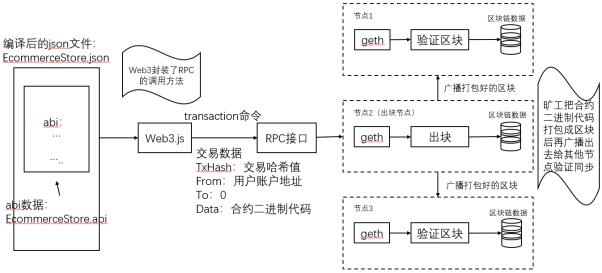 编译后的json文件：
EcommerceStore.json
abi：
...
...
abi数据：
EcommerceStore.abi
Web3封装了RPC
的调用方法
Web3.js
transaction命令
RPC接口
交易数据
TxHash：交易哈希值
From：用户账户地址
To：0
Data：合约二进制代码
节点1
区块链数据
geth
验证区块
广播打包好的区块
节点2（出块节点）
区块链数据
geth
出块
广播打包好的区块
节点3
区块链数据
geth
验证区块
旷工把合约
二进制代码
打包成区块
后再广播出
去给其他节
点验证同步